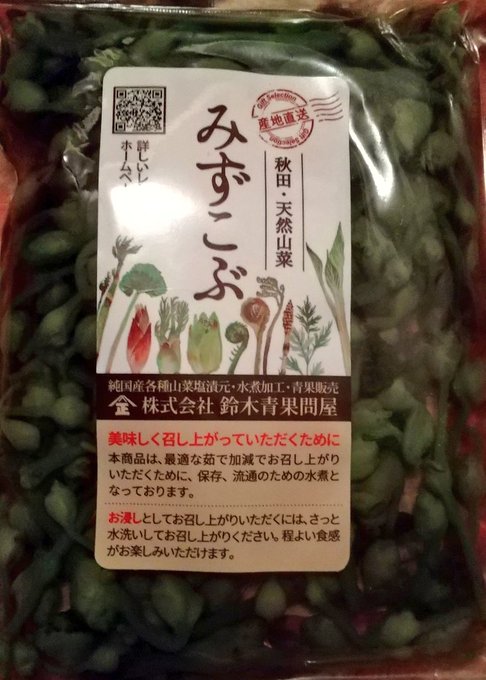 Gift Selection
産地直送
Gift Selection
みずこぶ
秋田・天然山菜
詳しいレ
ホームペー
純国産各種山菜塩漬元・水煮加工・青果販売
株式会社 鈴木青果問屋
美味しく召し上がっていただくために
本商品は、最適な茹で加減でお召し上がり
いただくために、保存、流通のための水煮と
なっております。
お浸しとしてお召し上がりいただくには、さっと
水洗いしてお召し上がりください。程よい食感
がお楽しみいただけます。